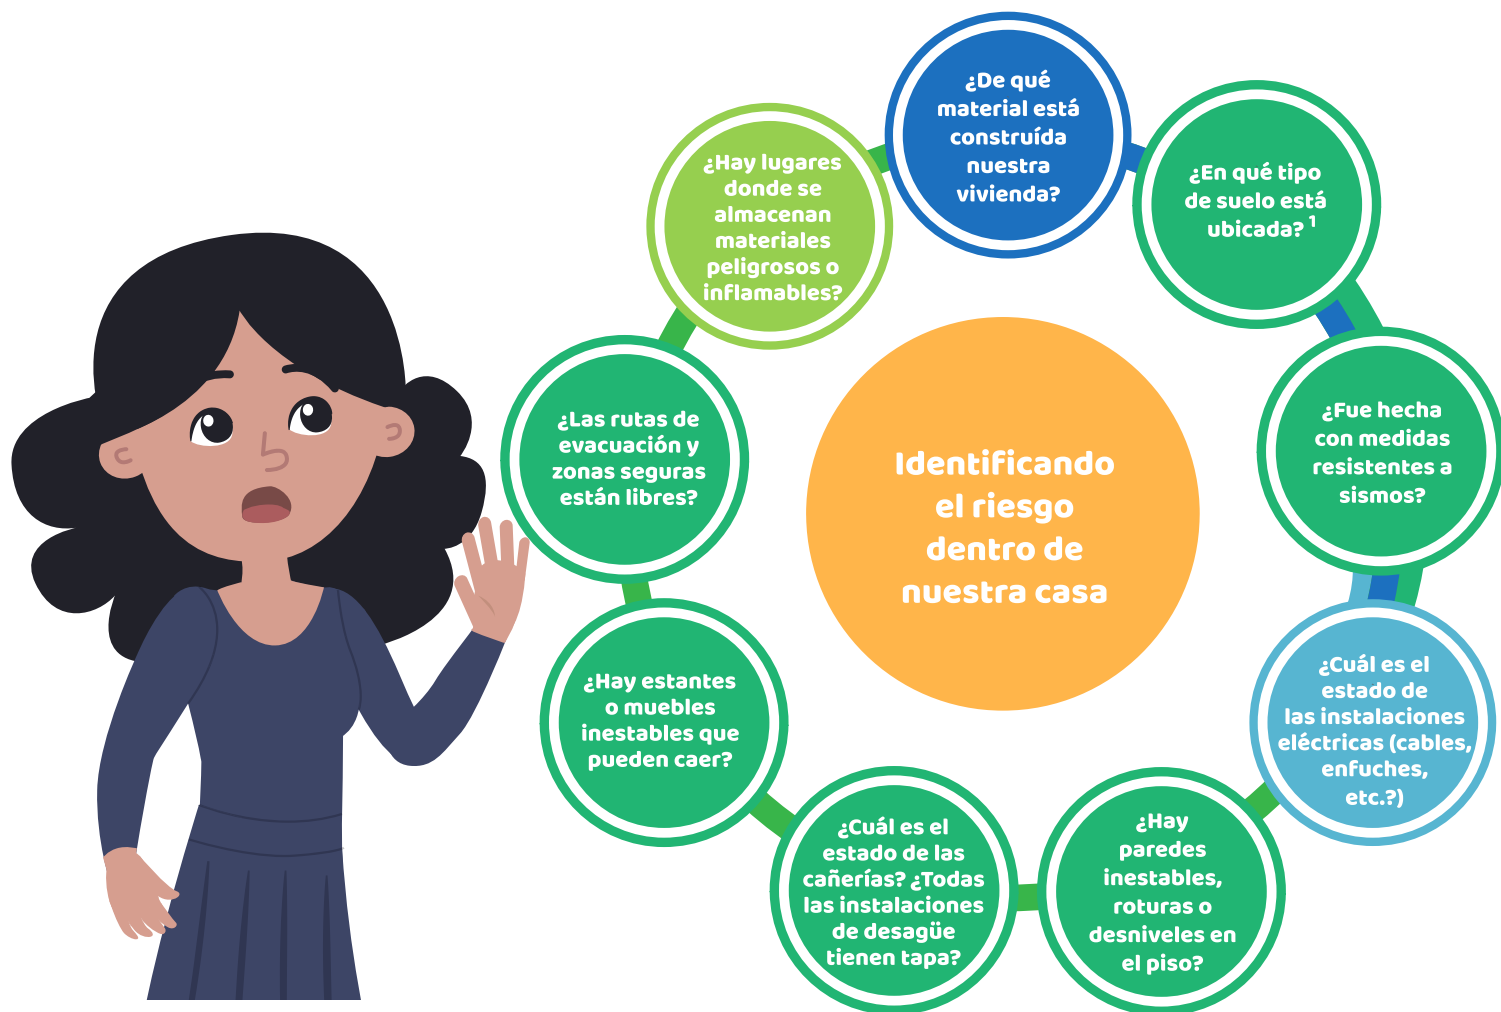 ¿De qué
material está
construída
nuestra
vivienda?
¿En qué tipo
de suelo está
ubicada? 1
¿Fue hecha
con medidas
resistentes a
sismos?
¿Cuál es el
estado de
las instalaciones
eléctricas (cables,
enfuches,
etc.?)
¿Hay
paredes
inestables,
roturas o
desniveles en
el piso?
¿Cuál es el
estado de las
cañerías? ¿Todas
las instalaciones
de desagüe
tienen tapa?
¿Hay estantes
o muebles
inestables que
pueden caer?
¿Las rutas de
evacuación y
zonas seguras
están libres?
¿Hay lugares
donde se
almacenan
materiales
peligrosos o
inflamables?
Identificando
el riesgo
dentro de
nuestra casa